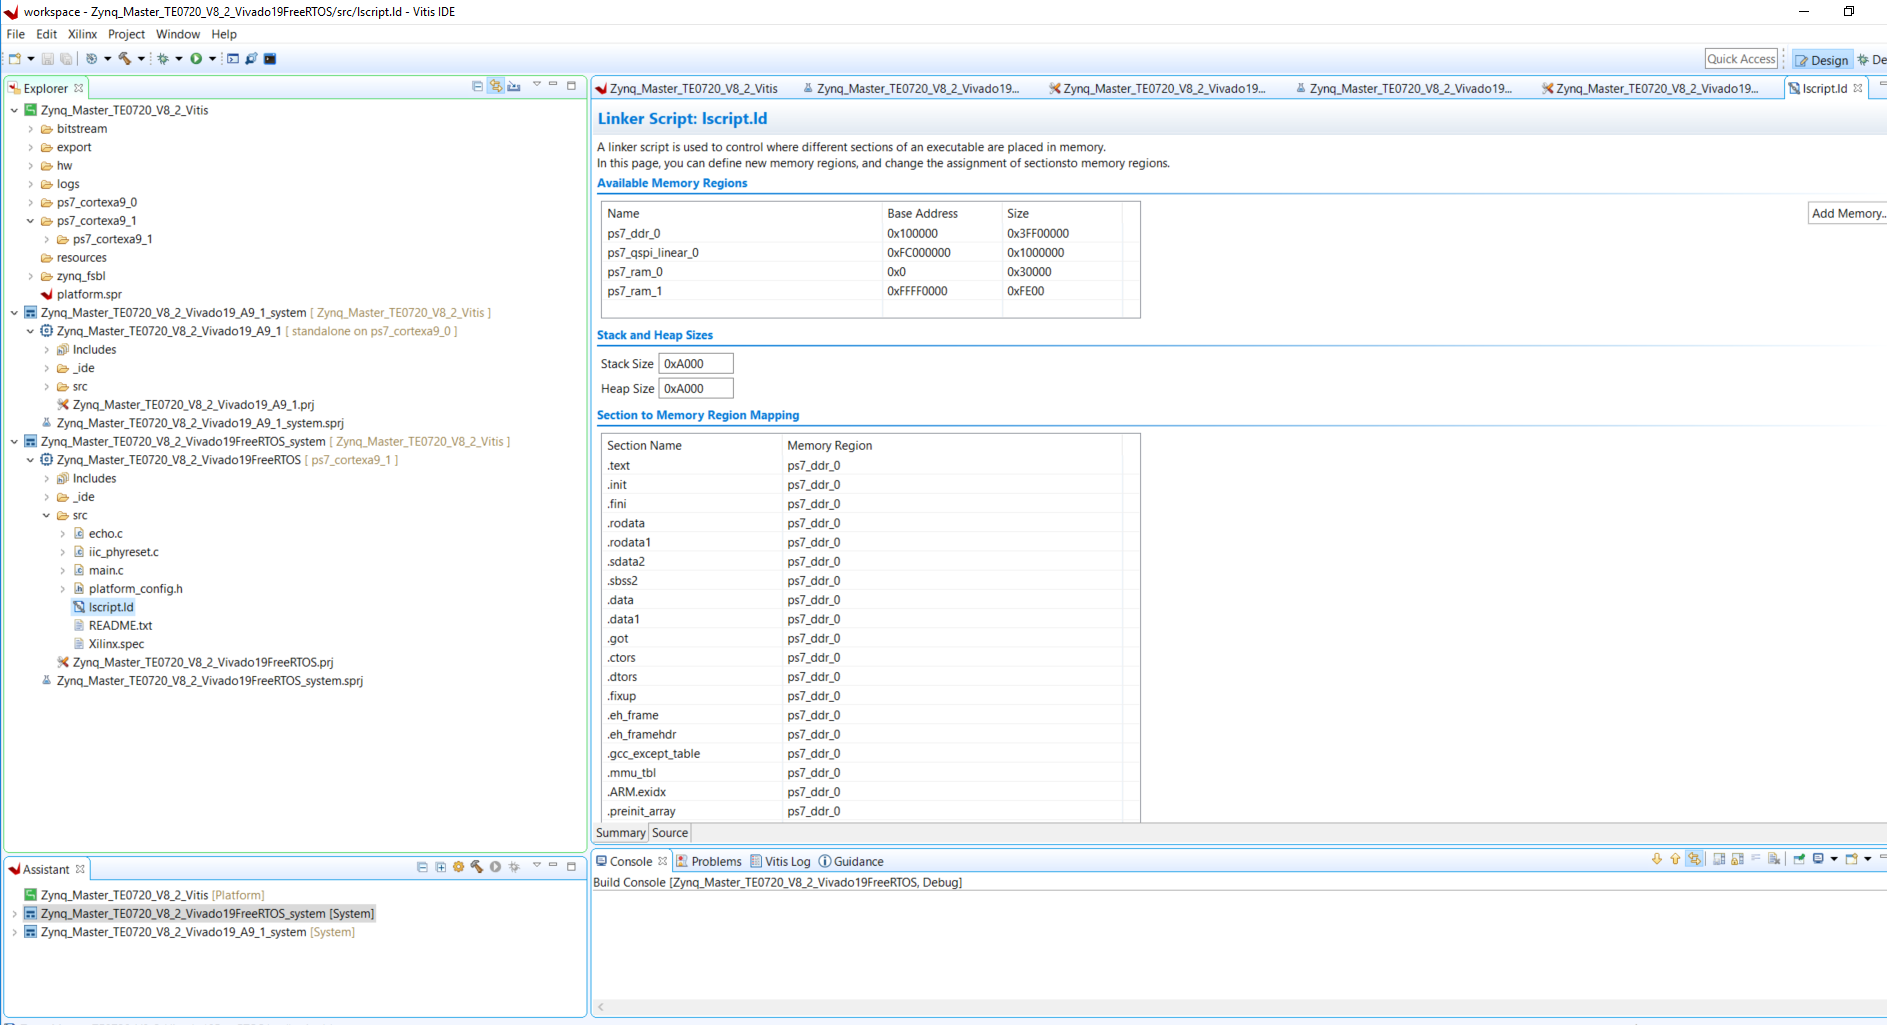 workspace - Zynq_Master_TE0720_V8_2_Vivado19FreeRTOS/src/lscript.ld - Vitis IDE
File Edit Xilinx Project Window Help
Quick Access Design De
Explorer
Zynq_Master_TE0720_V8_2_Vitis
bitstream
export
hw
logs
ps7_cortexa9_0
ps7_cortexa9_1
ps7_cortexa9_1
resources
zynq_fsbl
platform.spr
Zynq_Master_TE0720_V8_2_Vivado19_A9_1_system [ Zynq_Master_TE0720_V8_2_Vitis ]
Zynq_Master_TE0720_V8_2_Vivado19_A9_1 [ standalone on ps7_cortexa9_0 ]
Includes
_ide
src
Zynq_Master_TE0720_V8_2_Vivado19_A9_1.prj
Zynq_Master_TE0720_V8_2_Vivado19_A9_1_system.sprj
Zynq_Master_TE0720_V8_2_Vivado19FreeRTOS_system [ Zynq_Master_TE0720_V8_2_Vitis ]
Zynq_Master_TE0720_V8_2_Vivado19FreeRTOS [ ps7_cortexa9_1 ]
Includes
_ide
src
echo.c
iic_phyreset.c
main.c
platform_config.h
lscript.ld
README.txt
Xilinx.spec
Zynq_Master_TE0720_V8_2_Vivado19FreeRTOS.prj
Zynq_Master_TE0720_V8_2_Vivado19FreeRTOS_system.sprj
Assistant
Zynq_Master_TE0720_V8_2_Vitis [Platform]
Zynq_Master_TE0720_V8_2_Vivado19FreeRTOS_system [System]
Zynq_Master_TE0720_V8_2_Vivado19_A9_1_system [System]
Zynq_Master_TE0720_V8_2_Vitis Zynq_Master_TE0720_V8_2_Vivado19... Zynq_Master_TE0720_V8_2_Vivado19... Zynq_Master_TE0720_V8_2_Vivado19... Zynq_Master_TE0720_V8_2_Vivado19... lscript.ld
Linker Script: lscript.ld
A linker script is used to control where different sections of an executable are placed in memory.
In this page, you can define new memory regions, and change the assignment of sectionsto memory regions.
Available Memory Regions
Name Base Address Size
ps7_ddr_0 0x100000 0x3FF00000
ps7_qspi_linear_0 0xFC000000 0x1000000
ps7_ram_0 0x0 0x30000
ps7_ram_1 0xFFFF0000 0xFE00
Add Memory..
Stack and Heap Sizes
Stack Size 0xA000
Heap Size 0xA000
Section to Memory Region Mapping
Section Name Memory Region
.text ps7_ddr_0
.init ps7_ddr_0
.fini ps7_ddr_0
.rodata ps7_ddr_0
.rodata1 ps7_ddr_0
.sdata2 ps7_ddr_0
.sbss2 ps7_ddr_0
.data ps7_ddr_0
.data1 ps7_ddr_0
.got ps7_ddr_0
.ctors ps7_ddr_0
.dtors ps7_ddr_0
.fixup ps7_ddr_0
.eh_frame ps7_ddr_0
.eh_framehdr ps7_ddr_0
.gcc_except_table ps7_ddr_0
.mmu_tbl ps7_ddr_0
.ARM.exidx ps7_ddr_0
.preinit_array ps7_ddr_0
Summary Source
Console Problems Vitis Log Guidance
Build Console [Zynq_Master_TE0720_V8_2_Vivado19FreeRTOS, Debug]